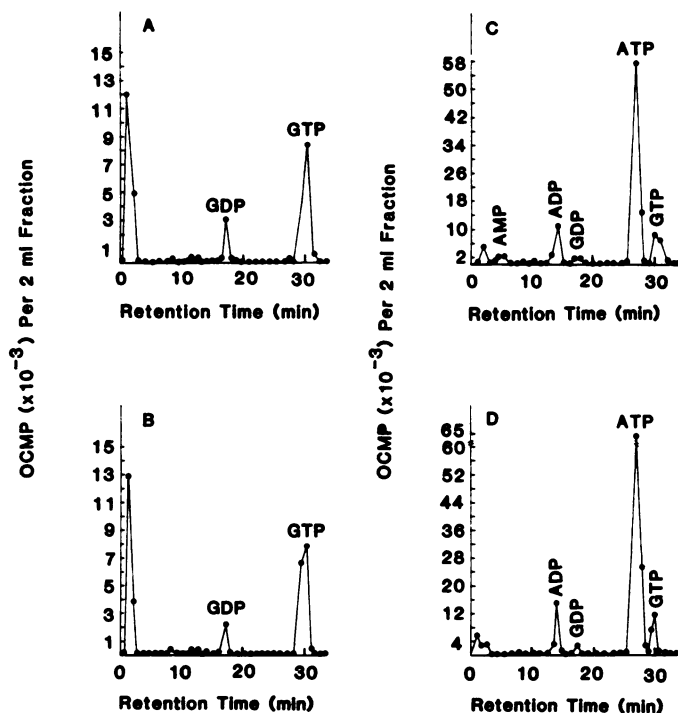 OCMP (x10⁻³) Per 2 ml Fraction
A
15
13
11
9
7
5
3
1
GDP
GTP
0 10 20 30
Retention Time (min)
B
15
13
11
9
7
5
3
1
GDP
GTP
0 10 20 30
Retention Time (min)
OCMP (x10⁻³) Per 2 ml Fraction
C
58
50
42
34
26
18
10
2
AMP
ADP
GDP
ATP
GTP
0 10 20 30
Retention Time (min)
D
65
60
52
44
36
28
20
12
4
ADP
GDP
ATP
GTP
0 10 20 30
Retention Time (min)